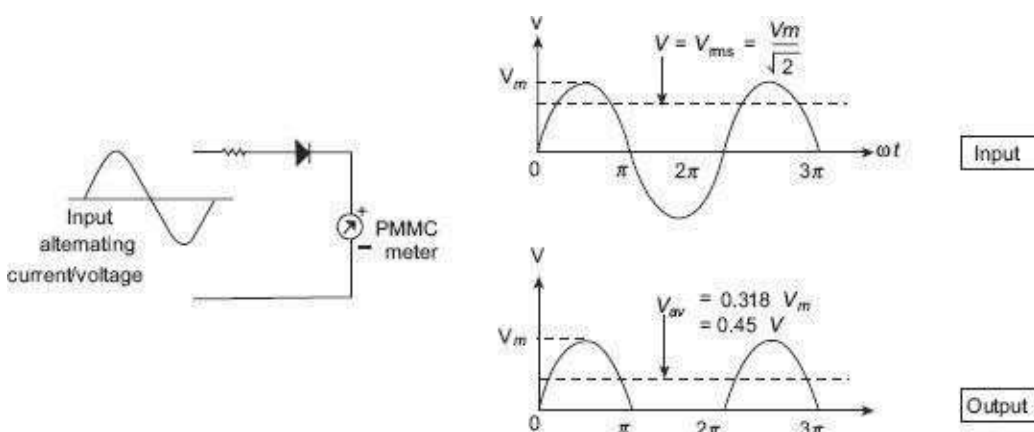 Input
alternating
current/voltage
+
−
PMMC
meter
v
V = Vrms = Vm/√2
Vm
0
π
2π
3π
ωt
Input
V
Vav = 0.318 Vm
= 0.45 V
Vm
0
π
2π
3π
Output